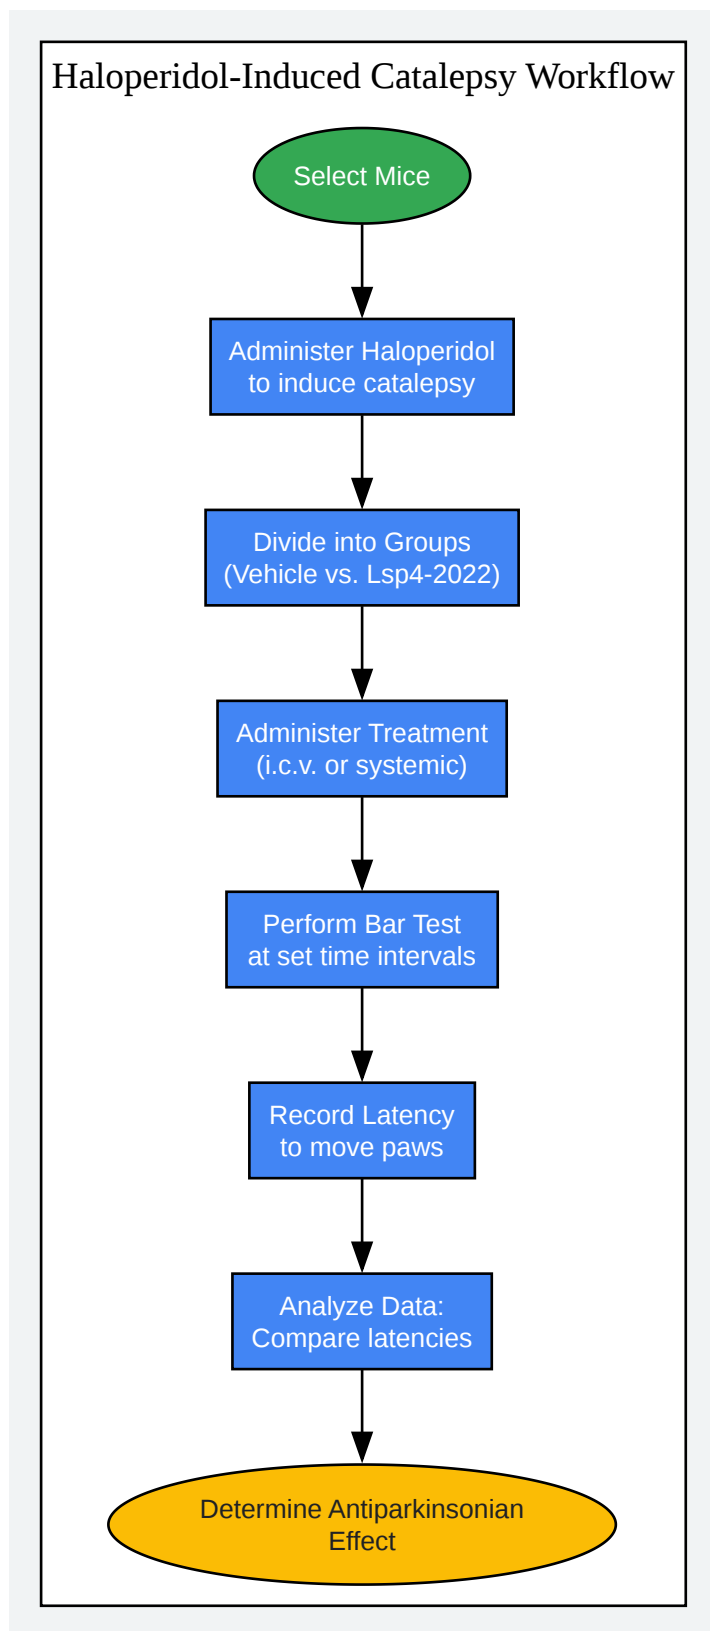 Haloperidol-Induced Catalepsy Workflow
Select Mice
Administer Haloperidol
to induce catalepsy
Divide into Groups
(Vehicle vs. Lsp4-2022)
Administer Treatment
(i.c.v. or systemic)
Perform Bar Test
at set time intervals
Record Latency
to move paws
Analyze Data:
Compare latencies
Determine Antiparkinsonian
Effect